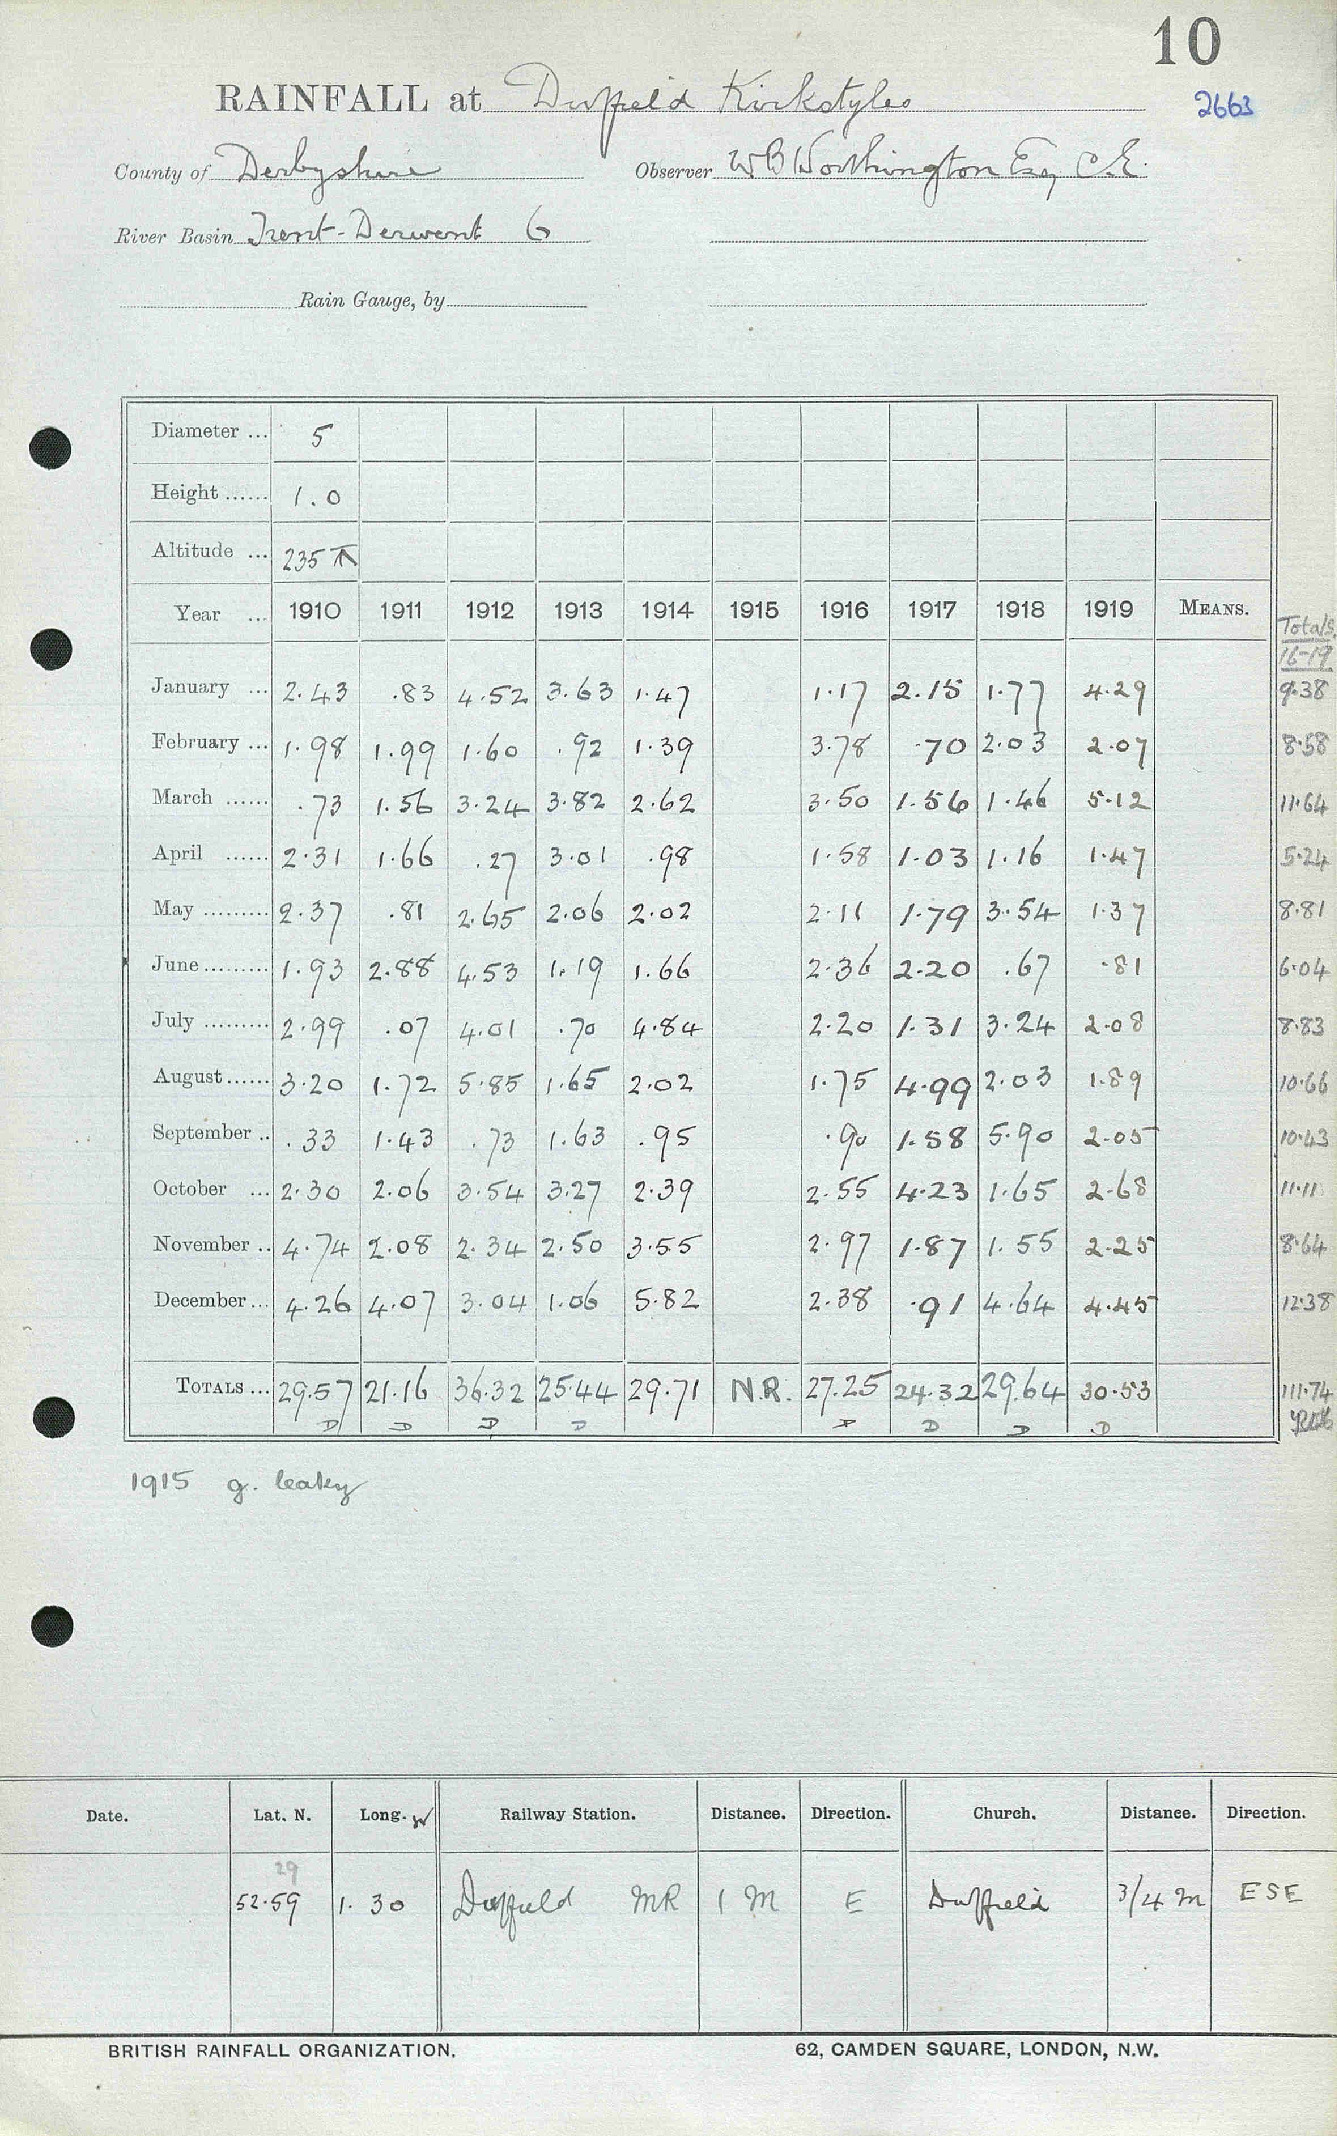 10
RAINFALL at Duffield Kirkstyles
2663
County of Derbyshire Observer W B Worthington Esq C.E.
River Basin Trent-Derwent 6
Rain Gauge, by
Diameter ... 5
Height ...... 1.0
Altitude ... 235
Year ... 1910 1911 1912 1913 1914 1915 1916 1917 1918 1919 MEANS. Totals
16-19
January ... 2.43 .83 4.52 3.63 1.47 1.17 2.15 1.77 4.29 9.38
February ... 1.98 1.99 1.60 .92 1.39 3.78 .70 2.03 2.07 8.58
March ...... .73 1.56 3.24 3.82 2.62 3.50 1.56 1.46 5.12 11.64
April ...... 2.31 1.66 .27 3.01 .98 1.58 1.03 1.16 1.47 5.24
May ......... 2.37 .81 2.65 2.06 2.02 2.11 1.79 3.54 1.37 8.81
June ......... 1.93 2.88 4.53 1.19 1.66 2.36 2.20 .67 .81 6.04
July ......... 2.99 .07 4.01 .70 4.84 2.20 1.31 3.24 2.08 8.83
August ...... 3.20 1.72 5.85 1.65 2.02 1.75 4.99 2.03 1.89 10.66
September .. .33 1.43 .73 1.63 .95 .90 1.58 5.90 2.05 10.43
October ... 2.30 2.06 3.54 3.27 2.39 2.55 4.23 1.65 2.68 11.11
November .. 4.74 2.08 2.34 2.50 3.55 2.97 1.87 1.55 2.25 8.64
December ... 4.26 4.07 3.04 1.06 5.82 2.38 .91 4.64 4.45 12.38
TOTALS ... 29.57 21.16 36.32 25.44 29.71 N.R. 27.25 24.32 29.64 30.53 111.74
D D D D D D D D
1915 g. leaky
Date. Lat. N. Long. W Railway Station. Distance. Direction. Church. Distance. Direction.
29
52.59 1. 30 Duffield MR 1 M E Duffield 3/4 m ESE
BRITISH RAINFALL ORGANIZATION. 62, CAMDEN SQUARE, LONDON, N.W.